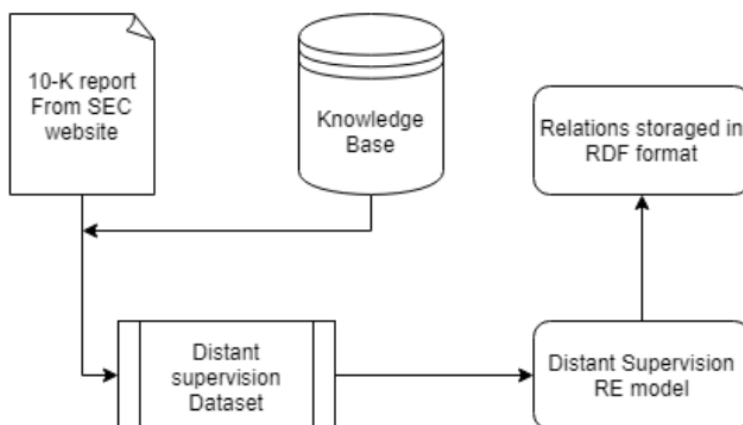 10-K report
From SEC
website
Knowledge
Base
Relations storaged in
RDF format
Distant
supervision
Dataset
Distant Supervision
RE model